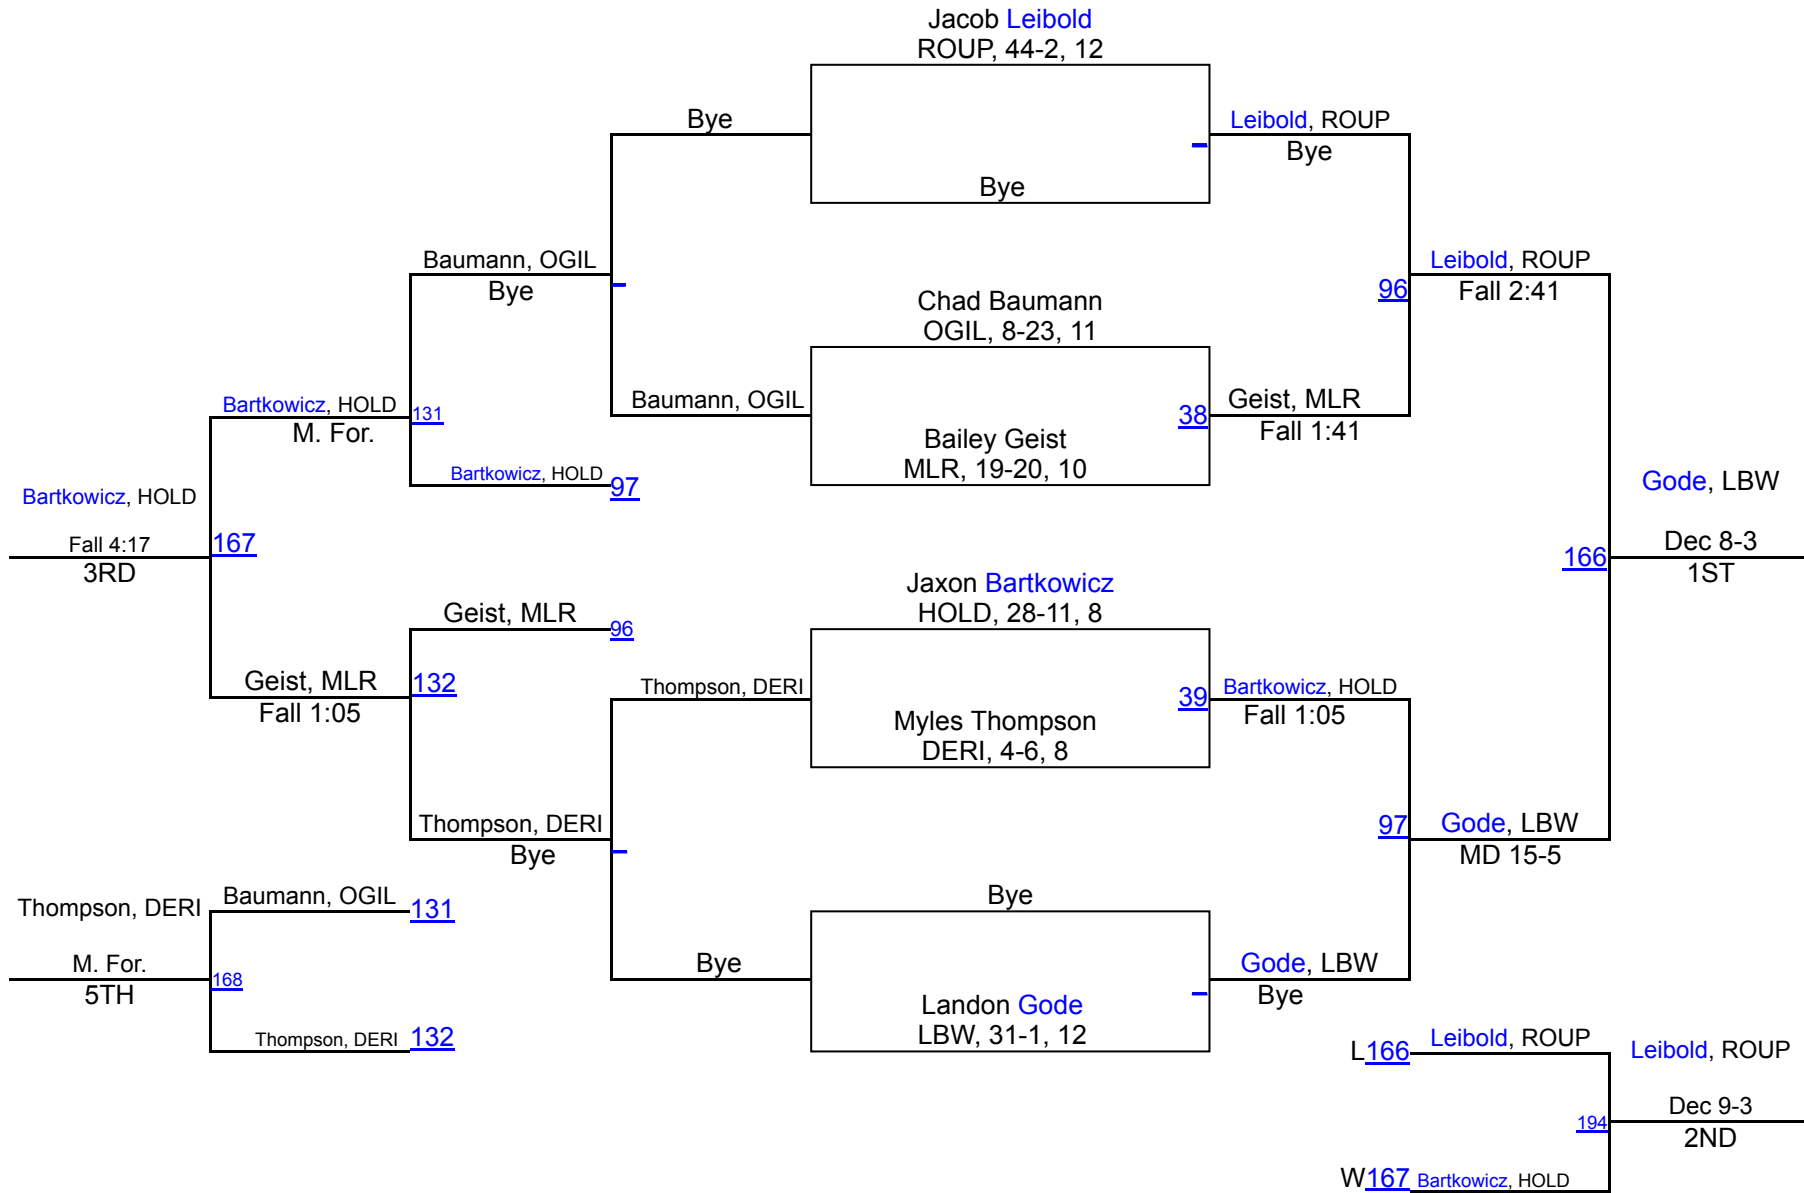 Jacob Leibold
ROUP, 44-2, 12
Bye
Leibold, ROUP
Bye
Bye
Baumann, OGIL
Bye
Leibold, ROUP
96
Fall 2:41
Chad Baumann
OGIL, 8-23, 11
Baumann, OGIL
38
Geist, MLR
Fall 1:41
Bailey Geist
MLR, 19-20, 10
Bartkowicz, HOLD
131
M. For.
Bartkowicz, HOLD
97
Bartkowicz, HOLD
Fall 4:17
167
3RD
Gode, LBW
166
Dec 8-3
1ST
Jaxon Bartkowicz
HOLD, 28-11, 8
Geist, MLR
96
Geist, MLR
132
Fall 1:05
Thompson, DERI
39
Bartkowicz, HOLD
Fall 1:05
Myles Thompson
DERI, 4-6, 8
Thompson, DERI
Bye
97
Gode, LBW
MD 15-5
Thompson, DERI
Baumann, OGIL
131
M. For.
168
5TH
Thompson, DERI
132
Bye
Bye
Gode, LBW
Bye
Landon Gode
LBW, 31-1, 12
L166
Leibold, ROUP
Leibold, ROUP
194
Dec 9-3
2ND
W167
Bartkowicz, HOLD